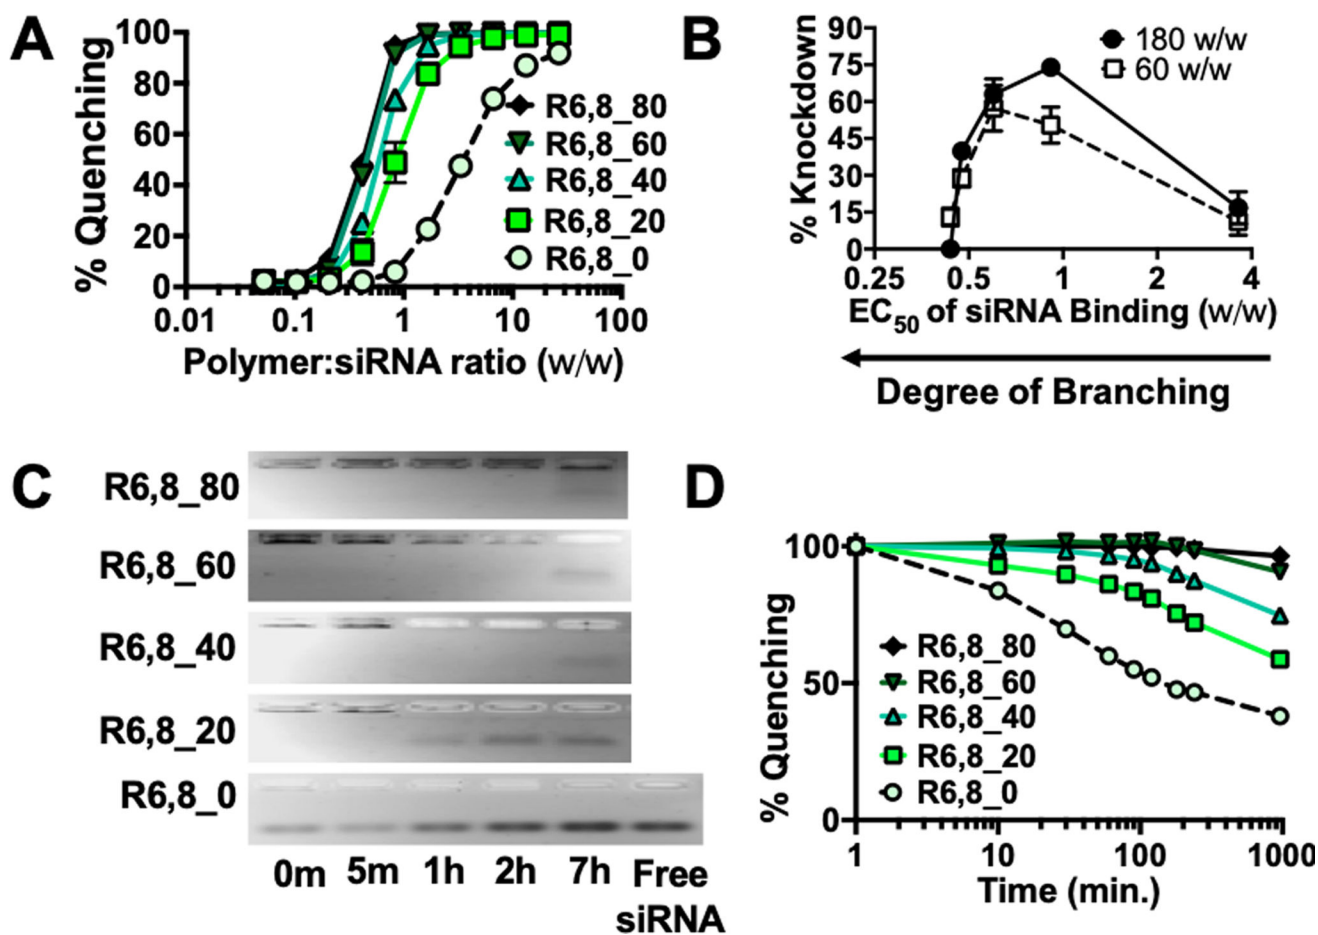 A
% Quenching
100
80
60
40
20
0
0.01 0.1 1 10 100
Polymer:siRNA ratio (w/w)
R6,8_80
R6,8_60
R6,8_40
R6,8_20
R6,8_0
B
% Knockdown
90
75
60
45
30
15
0
0.25 0.5 1 2 4
EC50 of siRNA Binding (w/w)
180 w/w
60 w/w
Degree of Branching
C
R6,8_80
R6,8_60
R6,8_40
R6,8_20
R6,8_0
0m 5m 1h 2h 7h Free
siRNA
D
% Quenching
100
50
0
1 10 100 1000
Time (min.)
R6,8_80
R6,8_60
R6,8_40
R6,8_20
R6,8_0